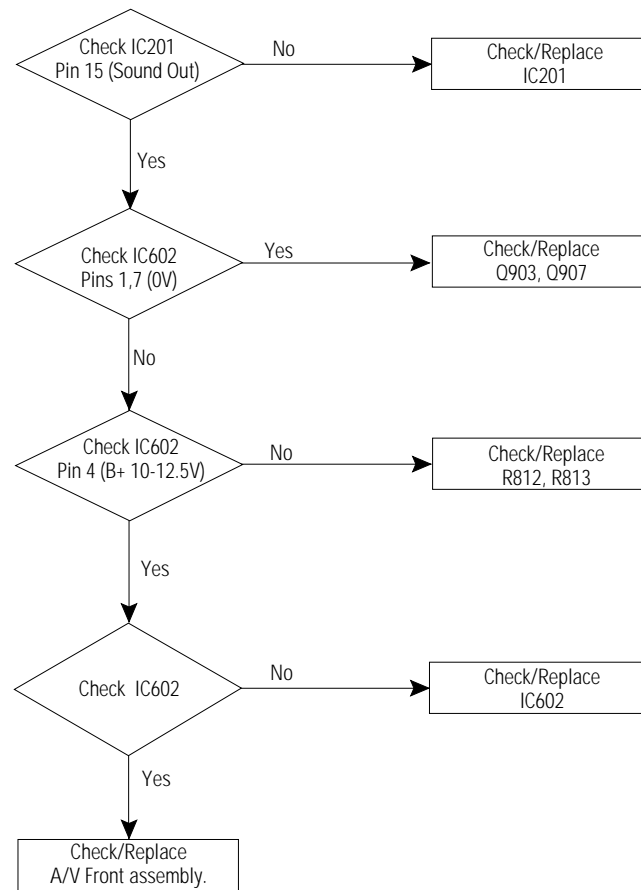 Check IC201
Pin 15 (Sound Out)
No
Check/Replace
IC201
Yes
Check IC602
Pins 1,7 (0V)
Yes
Check/Replace
Q903, Q907
No
Check IC602
Pin 4 (B+ 10-12.5V)
No
Check/Replace
R812, R813
Yes
Check IC602
No
Check/Replace
IC602
Yes
Check/Replace
A/V Front assembly.